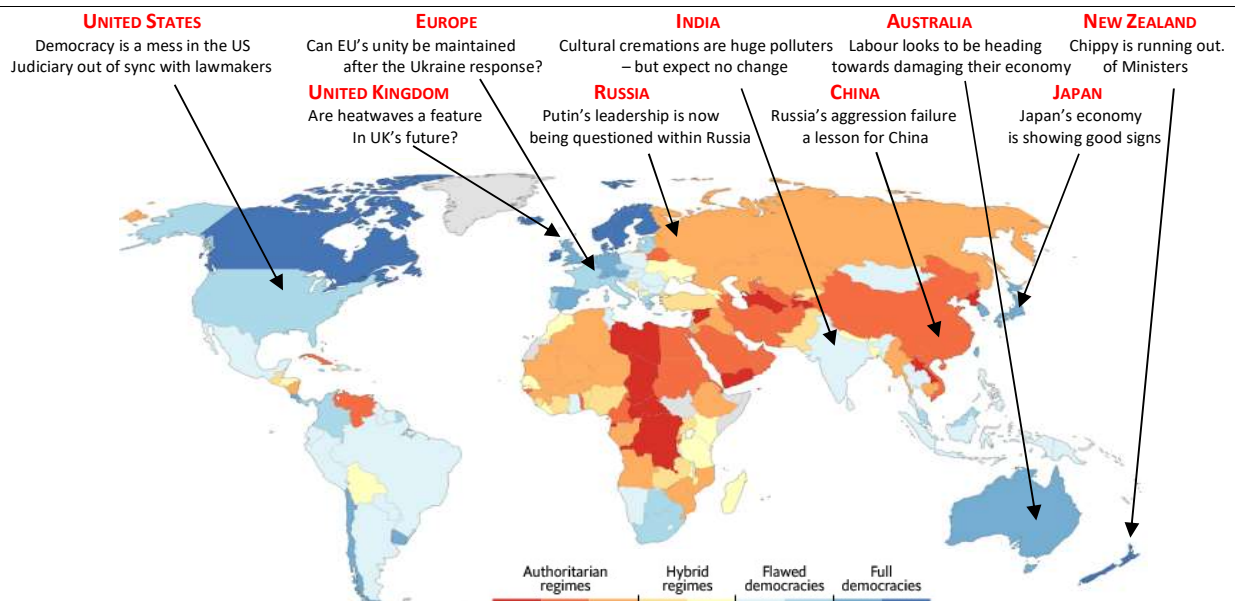 UNITED STATES
Democracy is a mess in the US
Judiciary out of sync with lawmakers
EUROPE
Can EU's unity be maintained
after the Ukraine response?
INDIA
Cultural cremations are huge polluters
– but expect no change
AUSTRALIA
Labour looks to be heading
towards damaging their economy
NEW ZEALAND
Chippy is running out.
of Ministers
UNITED KINGDOM
Are heatwaves a feature
In UK's future?
RUSSIA
Putin's leadership is now
being questioned within Russia
CHINA
Russia's aggression failure
a lesson for China
JAPAN
Japan's economy
is showing good signs
Authoritarian
regimes
Hybrid
regimes
Flawed
democracies
Full
democracies